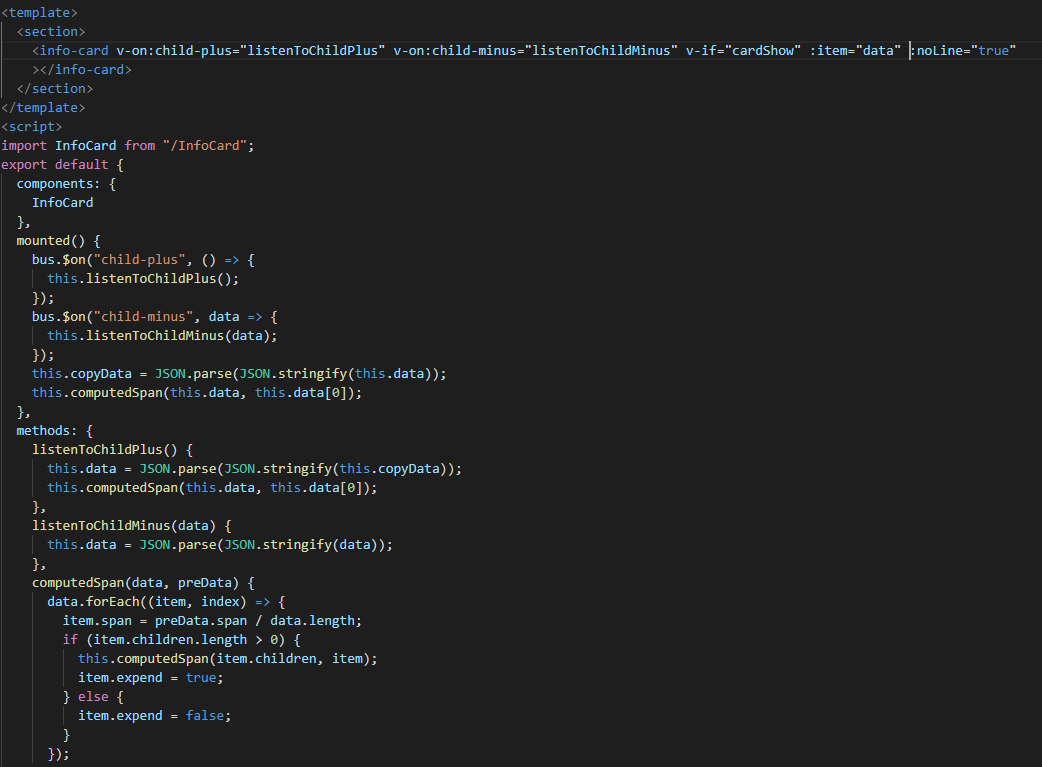 <template>
  <section>
    <info-card v-on:child-plus="listenToChildPlus" v-on:child-minus="listenToChildMinus" v-if="cardShow" :item="data" :noLine="true"
    ></info-card>
  </section>
</template>
<script>
import InfoCard from "/InfoCard";
export default {
  components: {
    InfoCard
  },
  mounted() {
    bus.$on("child-plus", () => {
      this.listenToChildPlus();
    });
    bus.$on("child-minus", data => {
      this.listenToChildMinus(data);
    });
    this.copyData = JSON.parse(JSON.stringify(this.data));
    this.computedSpan(this.data, this.data[0]);
  },
  methods: {
    listenToChildPlus() {
      this.data = JSON.parse(JSON.stringify(this.copyData));
      this.computedSpan(this.data, this.data[0]);
    },
    listenToChildMinus(data) {
      this.data = JSON.parse(JSON.stringify(data));
    },
    computedSpan(data, preData) {
      data.forEach((item, index) => {
        item.span = preData.span / data.length;
        if (item.children.length > 0) {
          this.computedSpan(item.children, item);
          item.expend = true;
        } else {
          item.expend = false;
        }
      });